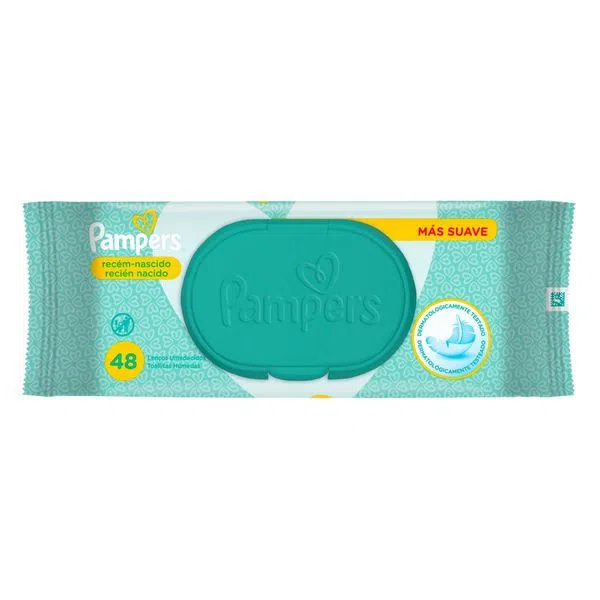 Pampers
recém-nascido
recién nacido
48
Lenços Umedecidos
Toallitas Húmedas
Pampers
MÁS SUAVE
DERMATOLOGICAMENTE TESTADO
DERMATOLÓGICAMENTE TESTEADO